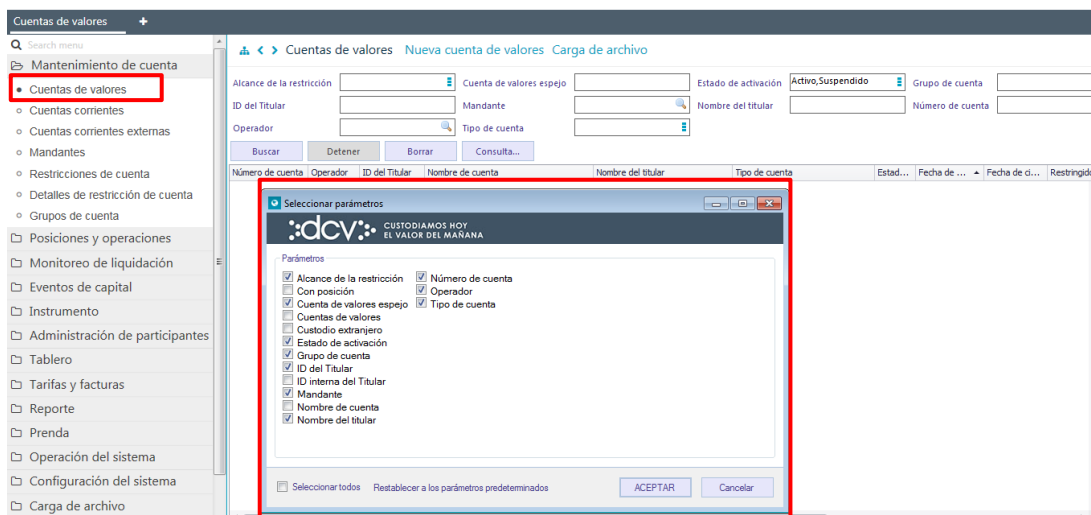 Cuentas de valores +
Search menu
Mantenimiento de cuenta
Cuentas de valores
Cuentas corrientes
Cuentas corrientes externas
Mandantes
Restricciones de cuenta
Detalles de restricción de cuenta
Grupos de cuenta
Posiciones y operaciones
Monitoreo de liquidación
Eventos de capital
Instrumento
Administración de participantes
Tablero
Tarifas y facturas
Reporte
Prenda
Operación del sistema
Configuración del sistema
Carga de archivo
Cuentas de valores Nueva cuenta de valores Carga de archivo
Alcance de la restricción Cuenta de valores espejo Estado de activación Activo,Suspendido Grupo de cuenta
ID del Titular Mandante Nombre del titular Número de cuenta
Operador Tipo de cuenta
Buscar Detener Borrar Consulta...
Número de cuenta Operador ID del Titular Nombre de cuenta Nombre del titular Tipo de cuenta Estad... Fecha de ... Fecha de ci... Restringido
Seleccionar parámetros
dcv CUSTODIAMOS HOY
EL VALOR DEL MAÑANA
Parámetros
Alcance de la restricción Número de cuenta
Con posición Operador
Cuenta de valores espejo Tipo de cuenta
Cuentas de valores
Custodio extranjero
Estado de activación
Grupo de cuenta
ID del Titular
ID interna del Titular
Mandante
Nombre de cuenta
Nombre del titular
Seleccionar todos Restablecer a los parámetros predeterminados ACEPTAR Cancelar